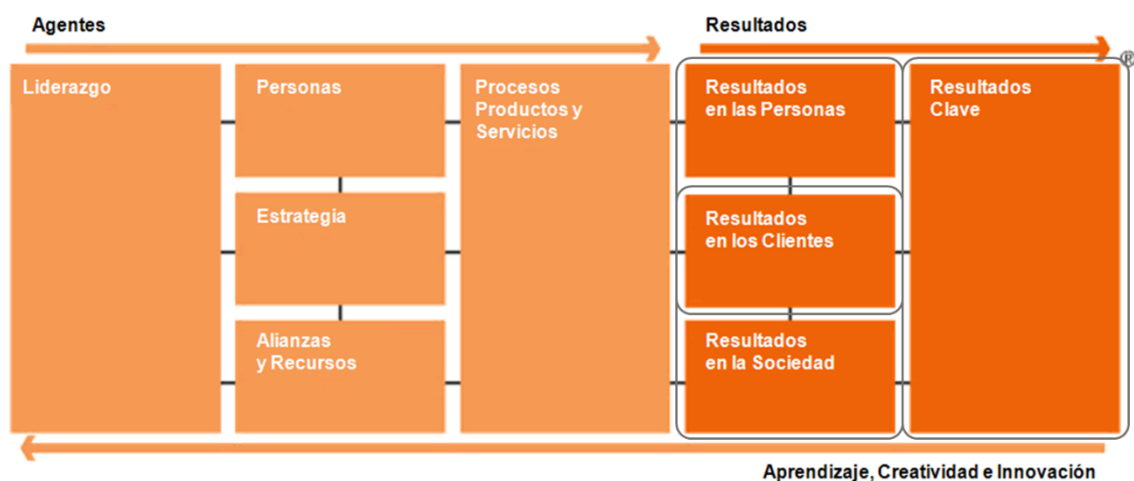 Agentes
Resultados
®
Liderazgo
Personas
Procesos
Productos y
Servicios
Resultados
en las Personas
Resultados
Clave
Estrategia
Resultados
en los Clientes
Alianzas
y Recursos
Resultados
en la Sociedad
Aprendizaje, Creatividad e Innovación